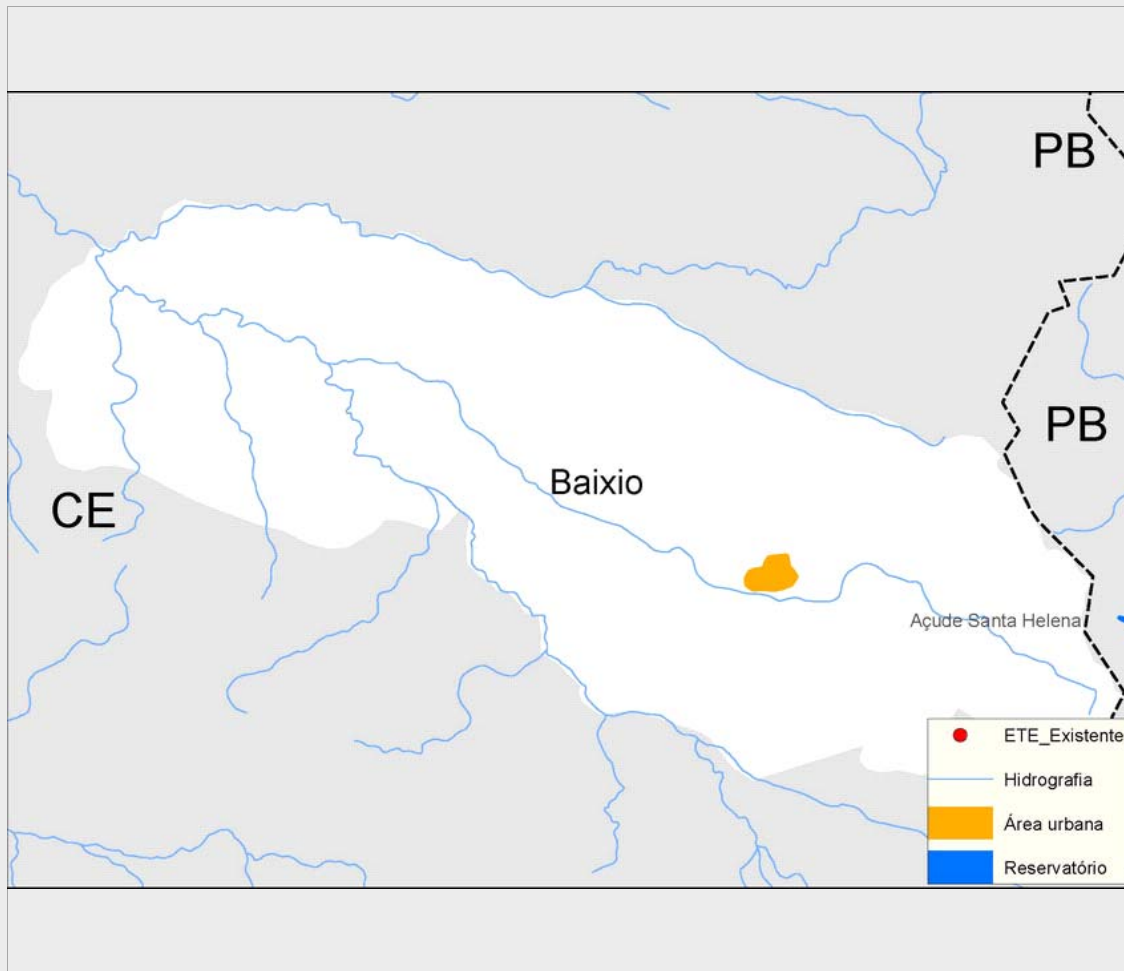 PB
PB
Baixio
CE
Açude Santa Helena
ETE_Existente
Hidrografia
Área urbana
Reservatório